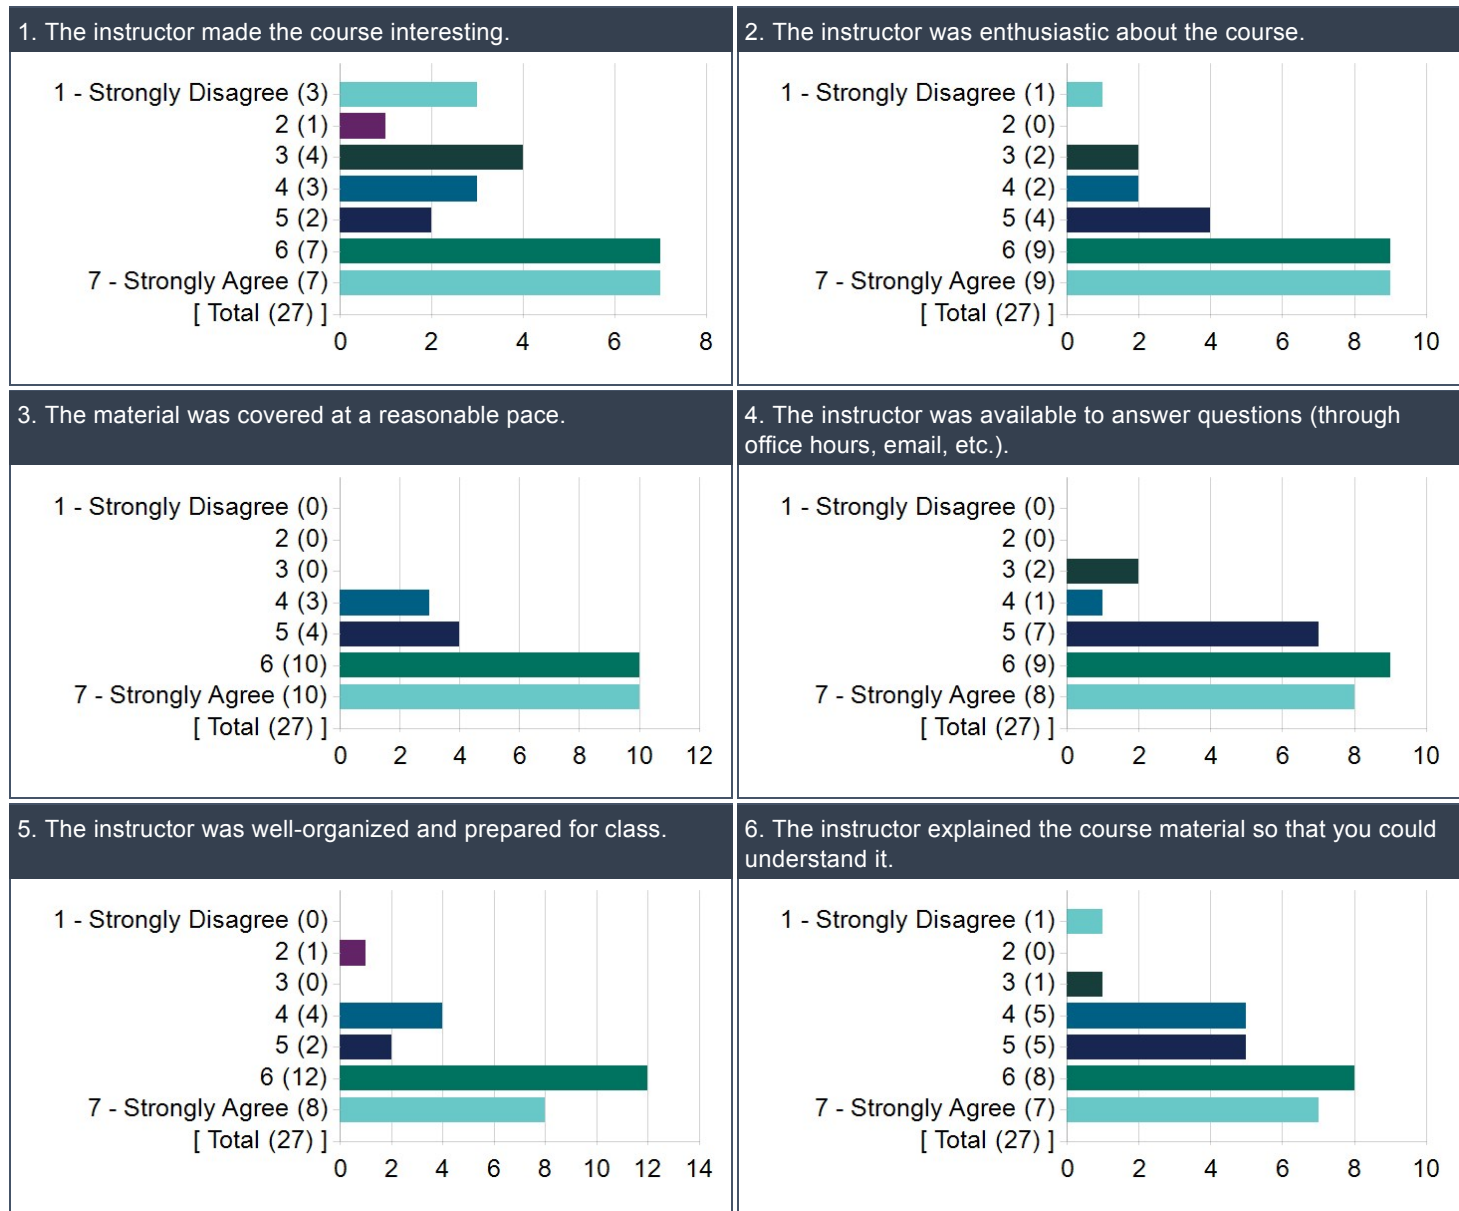 1. The instructor made the course interesting.
1 - Strongly Disagree (3)
2 (1)
3 (4)
4 (3)
5 (2)
6 (7)
7 - Strongly Agree (7)
[ Total (27) ]
0 2 4 6 8
2. The instructor was enthusiastic about the course.
1 - Strongly Disagree (1)
2 (0)
3 (2)
4 (2)
5 (4)
6 (9)
7 - Strongly Agree (9)
[ Total (27) ]
0 2 4 6 8 10
3. The material was covered at a reasonable pace.
1 - Strongly Disagree (0)
2 (0)
3 (0)
4 (3)
5 (4)
6 (10)
7 - Strongly Agree (10)
[ Total (27) ]
0 2 4 6 8 10 12
4. The instructor was available to answer questions (through
office hours, email, etc.).
1 - Strongly Disagree (0)
2 (0)
3 (2)
4 (1)
5 (7)
6 (9)
7 - Strongly Agree (8)
[ Total (27) ]
0 2 4 6 8 10
5. The instructor was well-organized and prepared for class.
1 - Strongly Disagree (0)
2 (1)
3 (0)
4 (4)
5 (2)
6 (12)
7 - Strongly Agree (8)
[ Total (27) ]
0 2 4 6 8 10 12 14
6. The instructor explained the course material so that you could
understand it.
1 - Strongly Disagree (1)
2 (0)
3 (1)
4 (5)
5 (5)
6 (8)
7 - Strongly Agree (7)
[ Total (27) ]
0 2 4 6 8 10